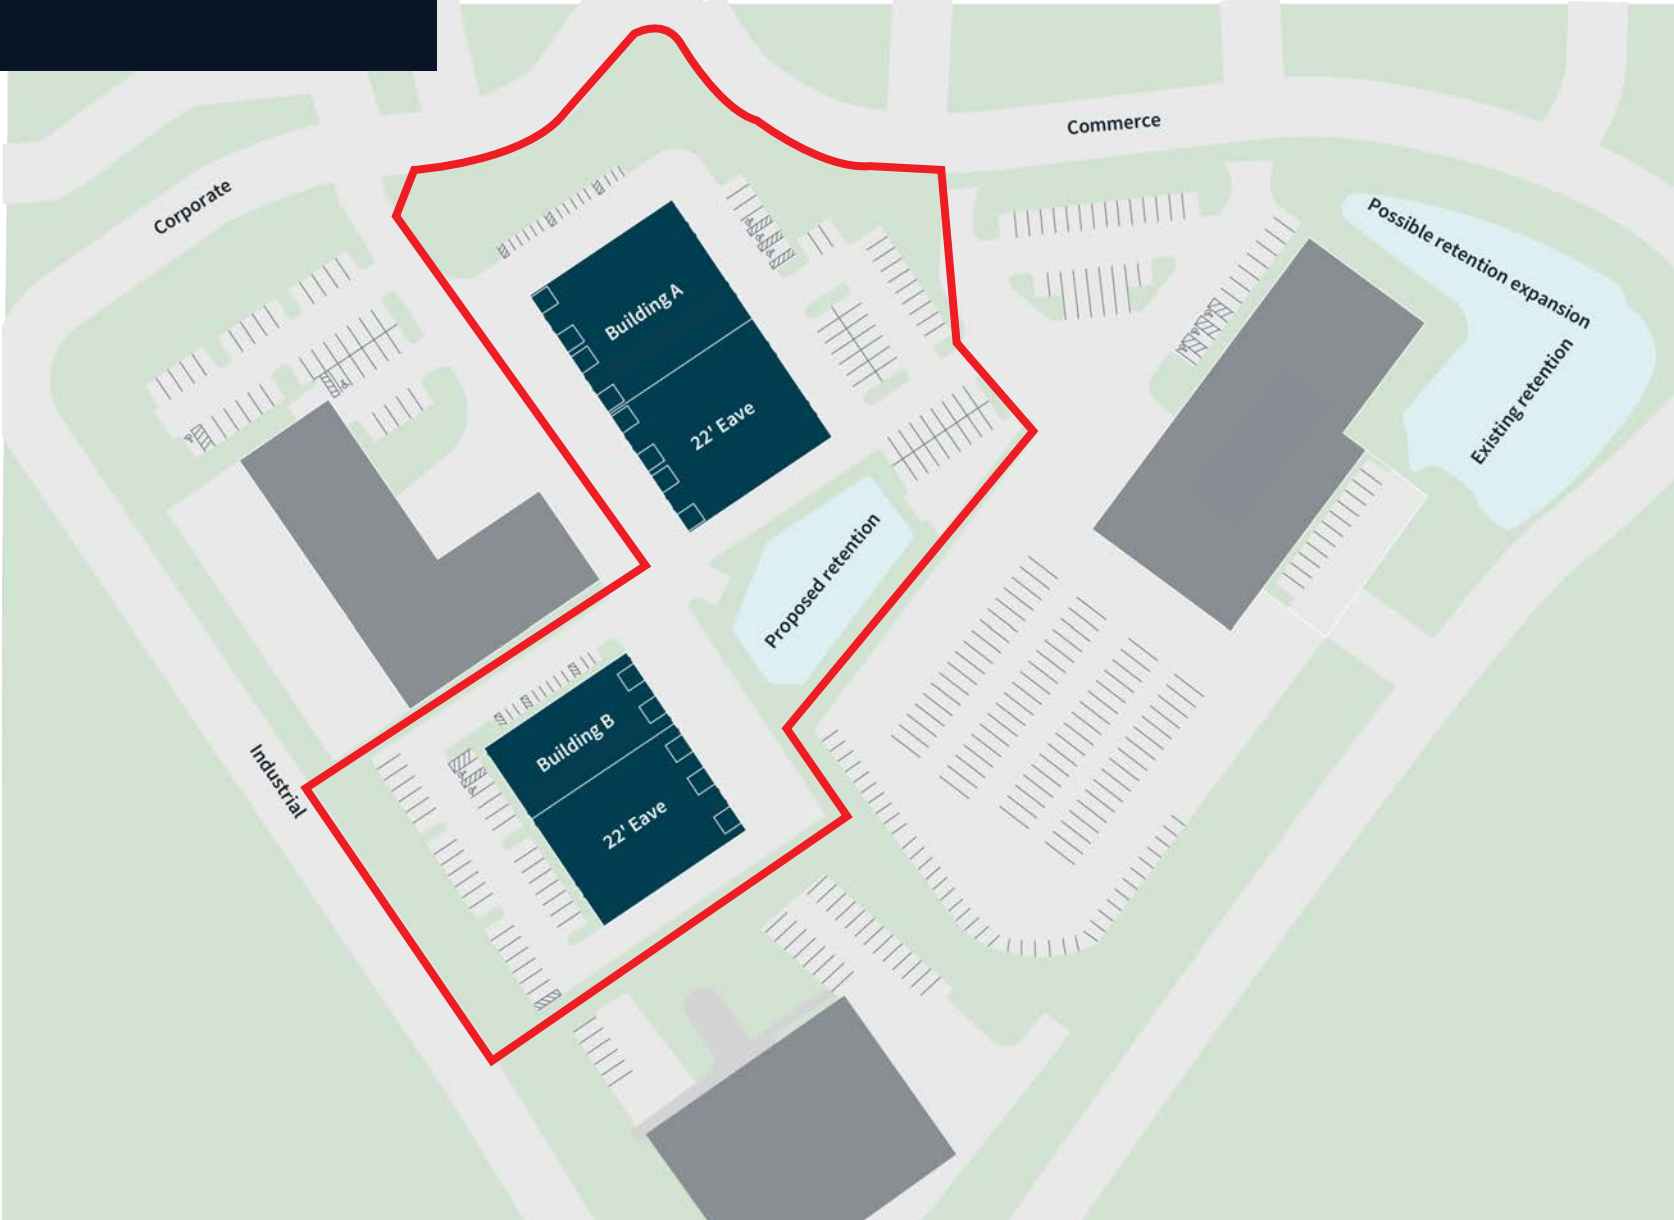 Commerce
Corporate
Possible retention expansion
Existing retention
Building A
22' Eave
Proposed retention
Building B
22' Eave
Industrial